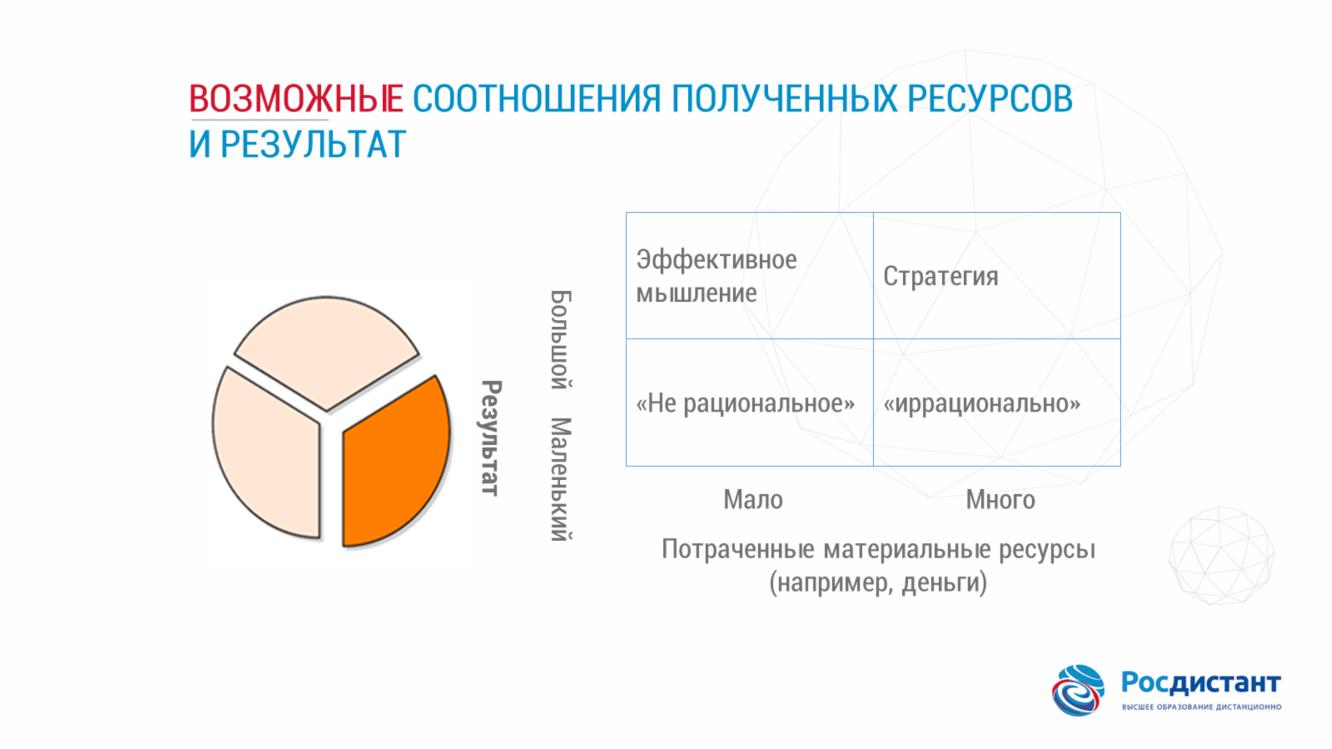 ВОЗМОЖНЫЕ СООТНОШЕНИЯ ПОЛУЧЕННЫХ РЕСУРСОВ
И РЕЗУЛЬТАТ
Результат
Большой Маленький
Эффективное
мышление
Стратегия
«Не рациональное»
«иррационально»
Мало
Много
Потраченные материальные ресурсы
(например, деньги)
Росдистант
ВЫСШЕЕ ОБРАЗОВАНИЕ ДИСТАНЦИОННО